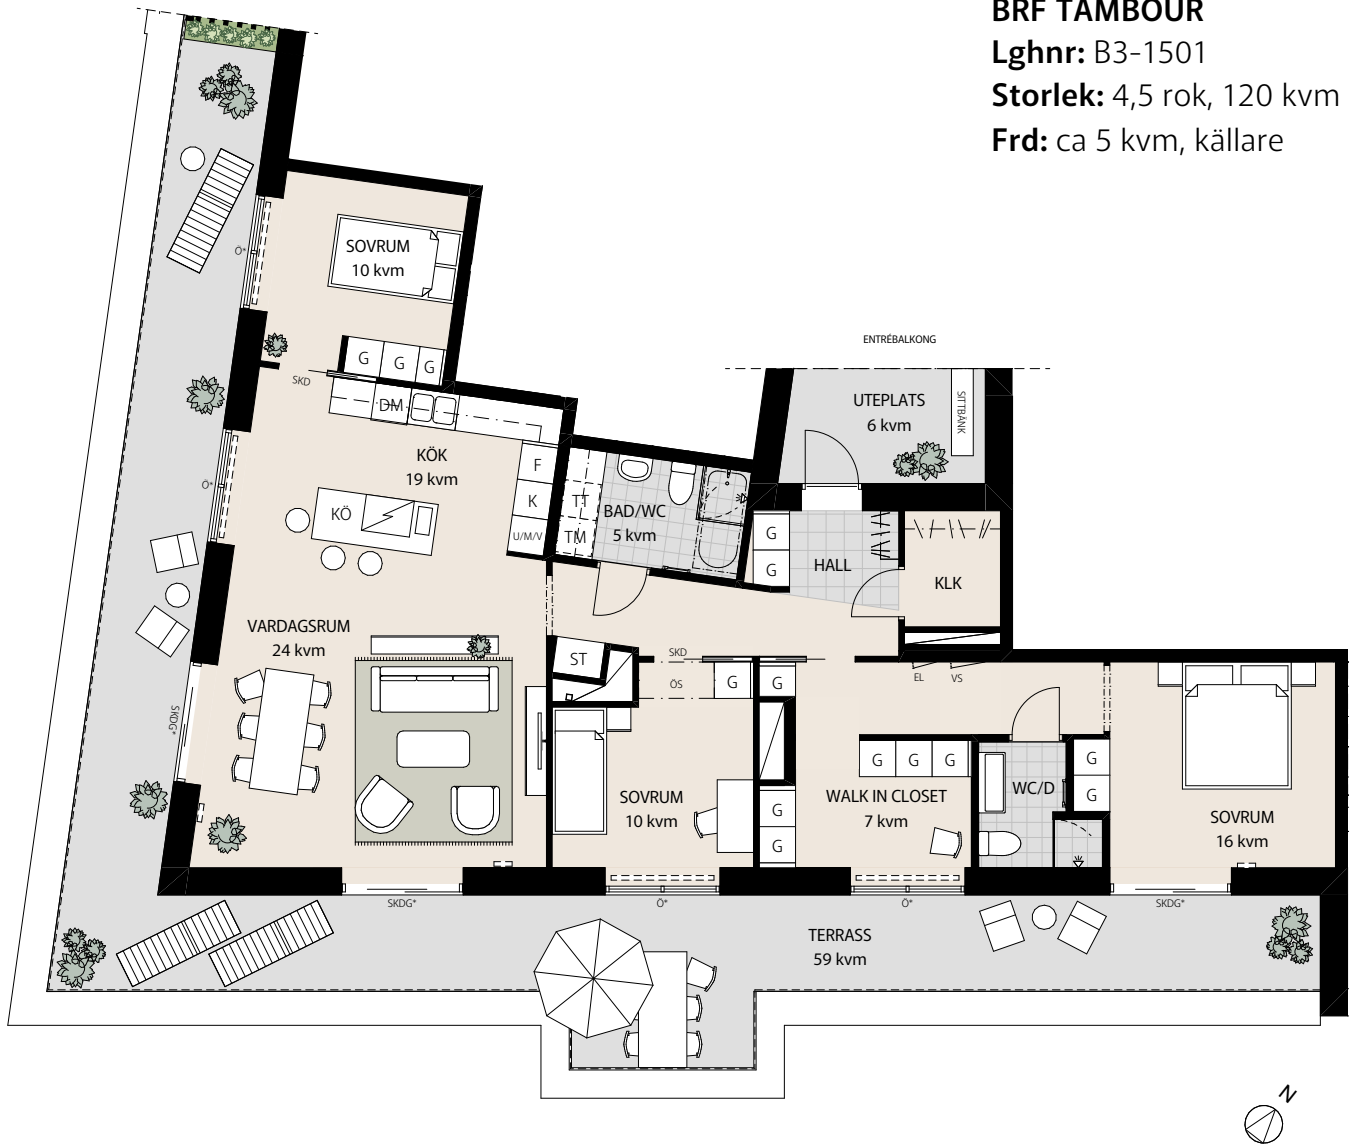 BRF TAMBOUR
Lghnr: B3-1501
Storlek: 4,5 rok, 120 kvm
Frd: ca 5 kvm, källare
SOVRUM
10 kvm
Ö*
G
G
G
SKD
DM
ENTRÉBALKONG
UTEPLATS
6 kvm
SITTBÄNK
KÖK
19 kvm
F
K
U/M/V
KÖ
Ö*
TT
TM
BAD/WC
5 kvm
G
G
HALL
KLK
VARDAGSRUM
24 kvm
SKDG*
ST
SKD
ÖS
G
G
EL
VS
SOVRUM
10 kvm
G
G
G
G
G
WALK IN CLOSET
7 kvm
WC/D
G
G
SOVRUM
16 kvm
SKDG*
Ö*
Ö*
SKDG*
TERRASS
59 kvm
N